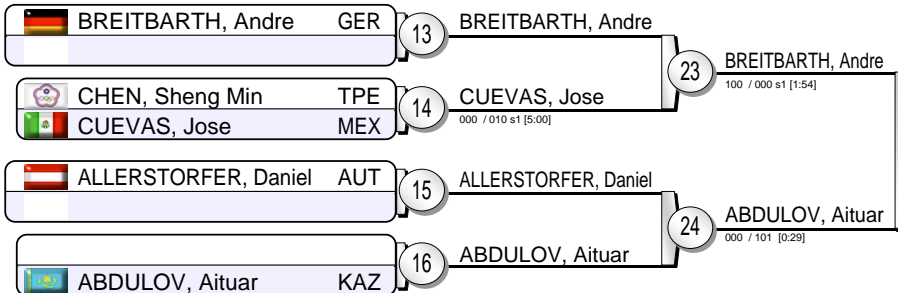 BREITBARTH, Andre GER
13
BREITBARTH, Andre
23
BREITBARTH, Andre
100 / 000 s1 [1:54]
CHEN, Sheng Min TPE
CUEVAS, Jose MEX
14
CUEVAS, Jose
000 / 010 s1 [5:00]
ALLERSTORFER, Daniel AUT
15
ALLERSTORFER, Daniel
24
ABDULOV, Aituar
000 / 101 [0:29]
ABDULOV, Aituar KAZ
16
ABDULOV, Aituar